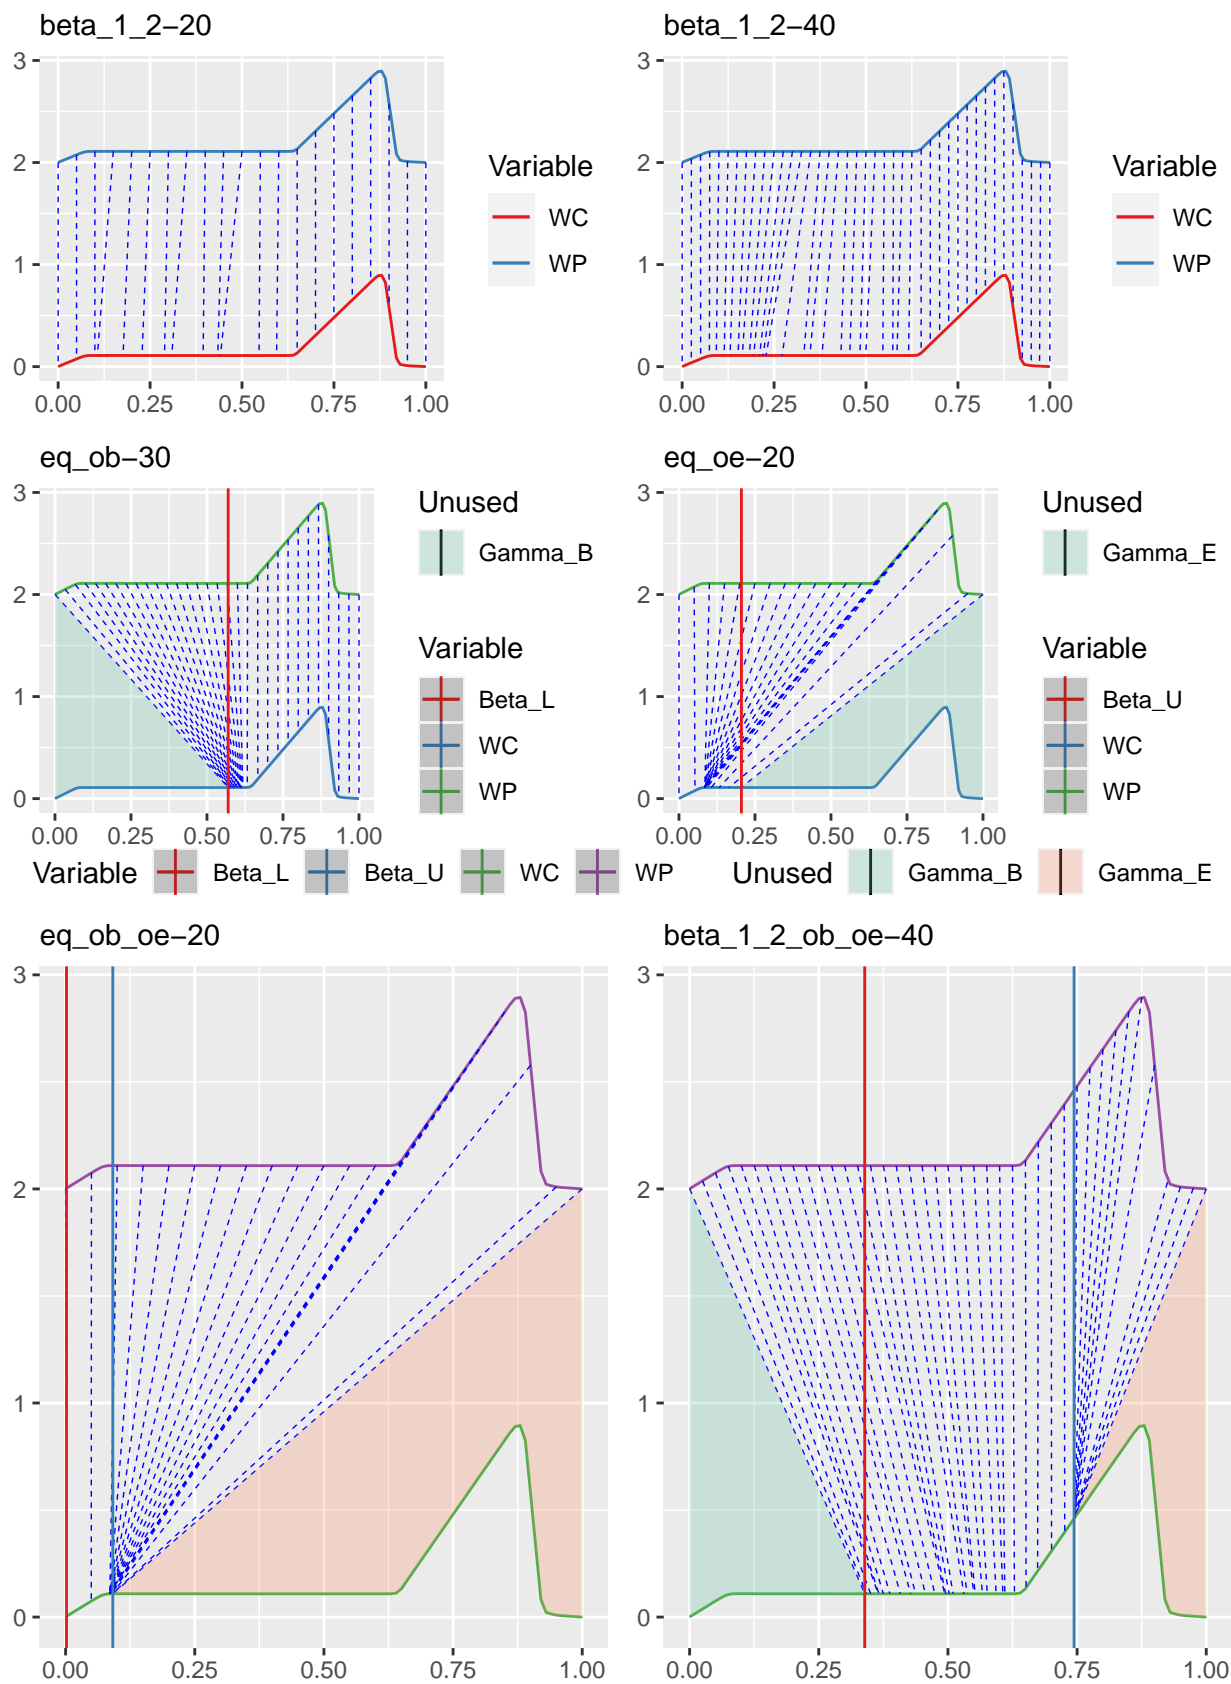 beta_1_2−20
3
2
1
0
0.00 0.25 0.50 0.75 1.00
Variable
WC
WP
beta_1_2−40
3
2
1
0
0.00 0.25 0.50 0.75 1.00
Variable
WC
WP
eq_ob−30
3
2
1
0
0.00 0.25 0.50 0.75 1.00
Unused
Gamma_B
Variable
Beta_L
WC
WP
eq_oe−20
3
2
1
0
0.00 0.25 0.50 0.75 1.00
Unused
Gamma_E
Variable
Beta_U
WC
WP
Variable Beta_L Beta_U WC WP Unused Gamma_B Gamma_E
eq_ob_oe−20
3
2
1
0
0.00 0.25 0.50 0.75 1.00
beta_1_2_ob_oe−40
3
2
1
0
0.00 0.25 0.50 0.75 1.00